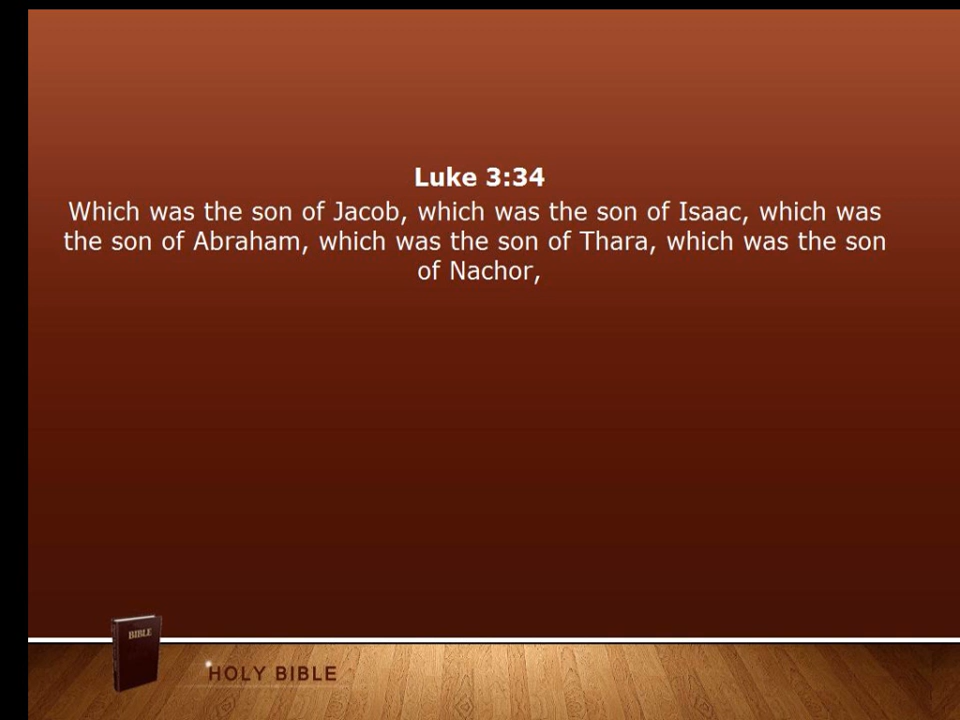 Luke 3:34
Which was the son of Jacob, which was the son of Isaac, which was
the son of Abraham, which was the son of Thara, which was the son
of Nachor,
BIBLE
HOLY BIBLE